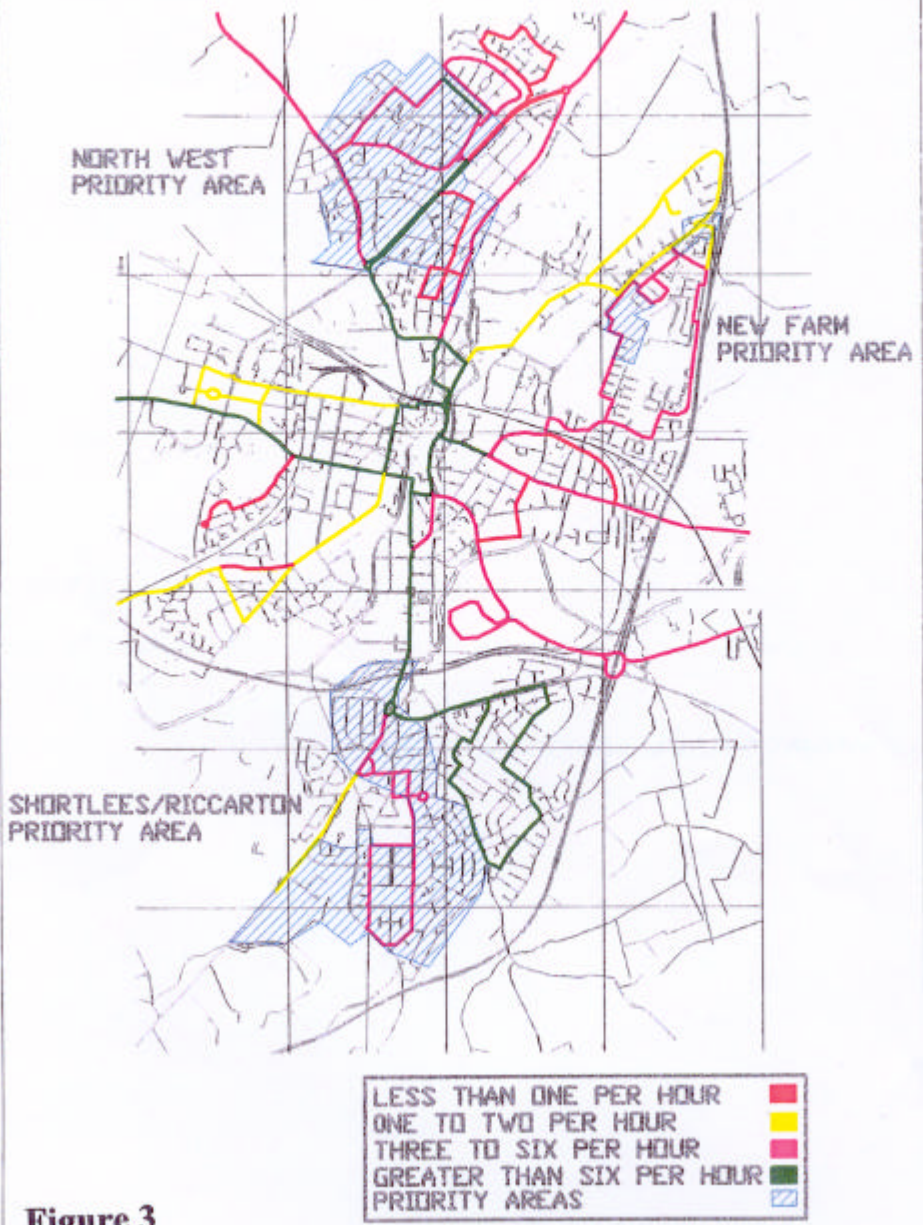 NORTH WEST
PRIORITY AREA
NEW FARM
PRIORITY AREA
SHORTLEES/RICCARTON
PRIORITY AREA
LESS THAN ONE PER HOUR
ONE TO TWO PER HOUR
THREE TO SIX PER HOUR
GREATER THAN SIX PER HOUR
PRIORITY AREAS
Figure 3